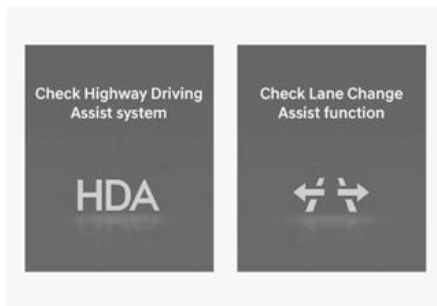 Check Highway Driving
Assist system
HDA
Check Lane Change
Assist function